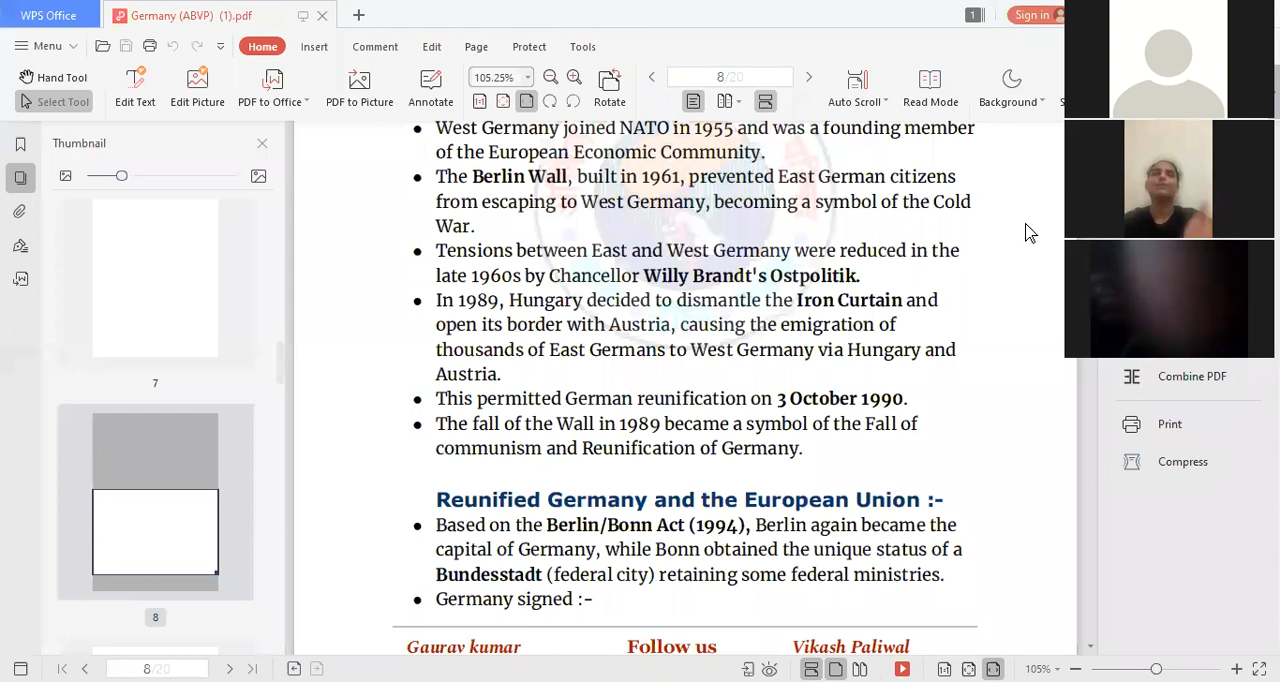 WPS Office
Germany (ABVP) (1).pdf
1
Sign in
Menu
Home
Insert
Comment
Edit
Page
Protect
Tools
Hand Tool
Select Tool
Edit Text
Edit Picture
PDF to Office
PDF to Picture
Annotate
105.25%
Rotate
8/20
Auto Scroll
Read Mode
Background
Thumbnail
7
8
West Germany joined NATO in 1955 and was a founding member
of the European Economic Community.
The Berlin Wall, built in 1961, prevented East German citizens
from escaping to West Germany, becoming a symbol of the Cold
War.
Tensions between East and West Germany were reduced in the
late 1960s by Chancellor Willy Brandt's Ostpolitik.
In 1989, Hungary decided to dismantle the Iron Curtain and
open its border with Austria, causing the emigration of
thousands of East Germans to West Germany via Hungary and
Austria.
This permitted German reunification on 3 October 1990.
The fall of the Wall in 1989 became a symbol of the Fall of
communism and Reunification of Germany.
Reunified Germany and the European Union :-
Based on the Berlin/Bonn Act (1994), Berlin again became the
capital of Germany, while Bonn obtained the unique status of a
Bundesstadt (federal city) retaining some federal ministries.
Germany signed :-
Gaurav kumar Follow us Vikash Paliwal
Combine PDF
Print
Compress
8/20
105%